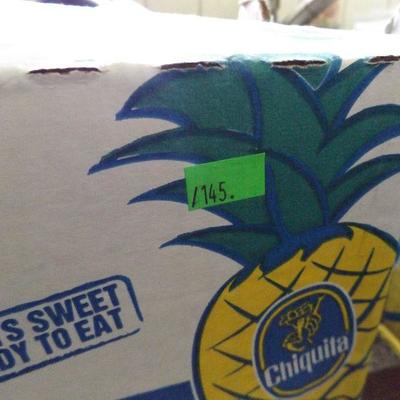 /145.
S SWEET
DY TO EAT
Chiquita